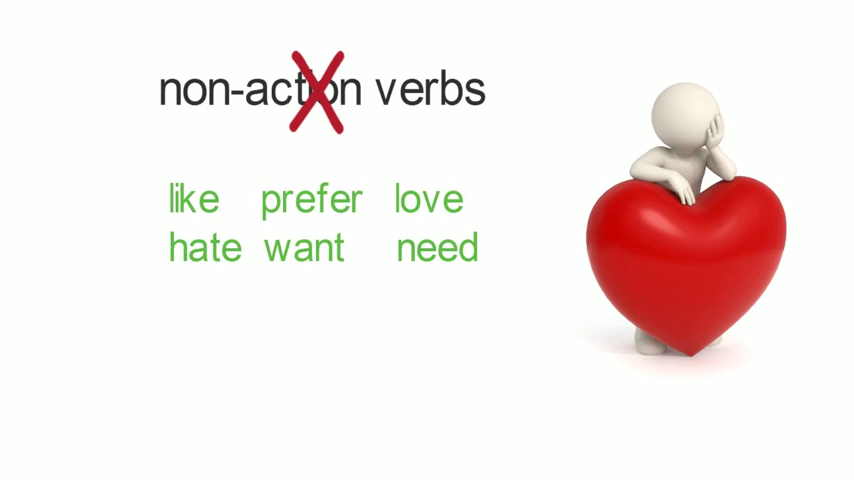 non-action verbs
like prefer love
hate want need